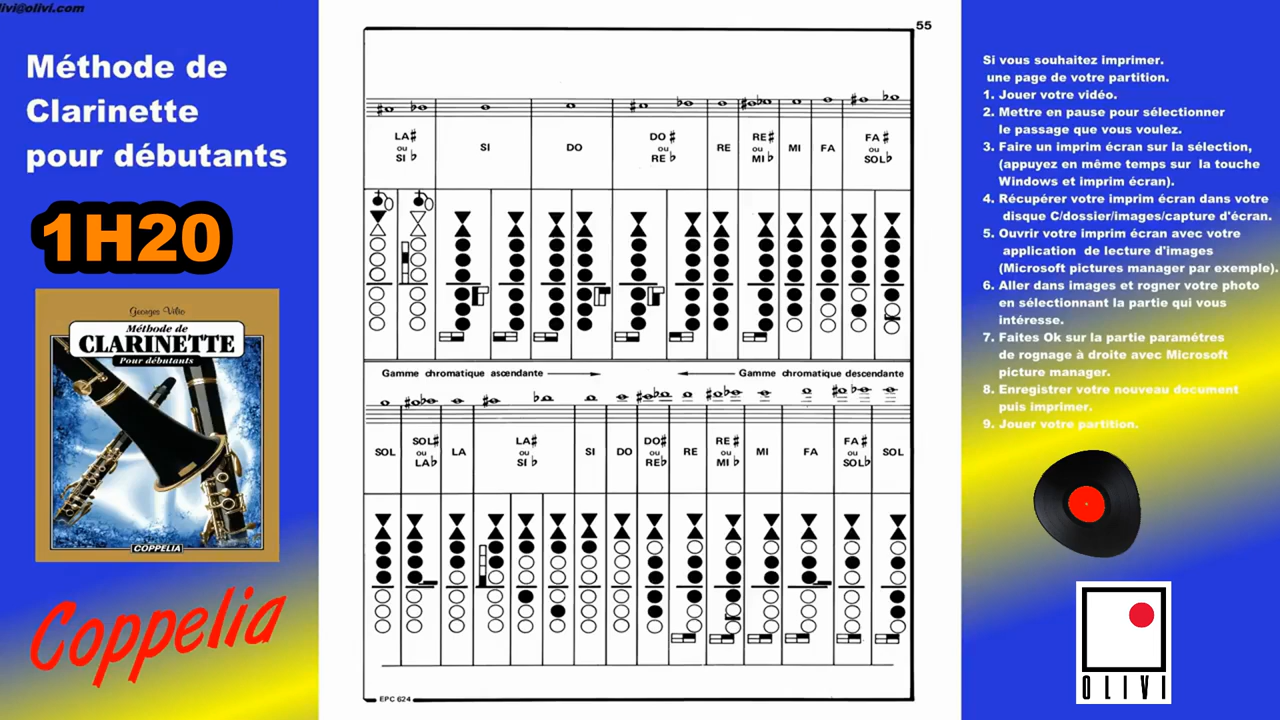 livi@olivi.com
Méthode de
Clarinette
pour débutants
1H20
Georges Vilio
Méthode de
CLARINETTE
Pour débutants
COPPELIA
Coppelia
55
LA♯ ou SI♭
SI
DO
DO♯ ou RE♭
RE
RE♯ ou MI♭
MI
FA
FA♯ ou SOL♭
Gamme chromatique ascendante
Gamme chromatique descendante
SOL
SOL♯ ou LA♭
LA
LA♯ ou SI♭
SI
DO
DO♯ ou RE♭
RE
RE♯ ou MI♭
MI
FA
FA♯ ou SOL♭
SOL
EPC 624
Si vous souhaitez imprimer.
une page de votre partition.
1. Jouer votre vidéo.
2. Mettre en pause pour sélectionner
le passage que vous voulez.
3. Faire un imprim écran sur la sélection,
(appuyez en même temps sur la touche
Windows et imprim écran).
4. Récupérer votre imprim écran dans votre
disque C/dossier/images/capture d'écran.
5. Ouvrir votre imprim écran avec votre
application de lecture d'images
(Microsoft pictures manager par exemple).
6. Aller dans images et rogner votre photo
en sélectionnant la partie qui vous
intéresse.
7. Faites Ok sur la partie paramétres
de rognage à droite avec Microsoft
picture manager.
8. Enregistrer votre nouveau document
puis imprimer.
9. Jouer votre partition.
OLIVI